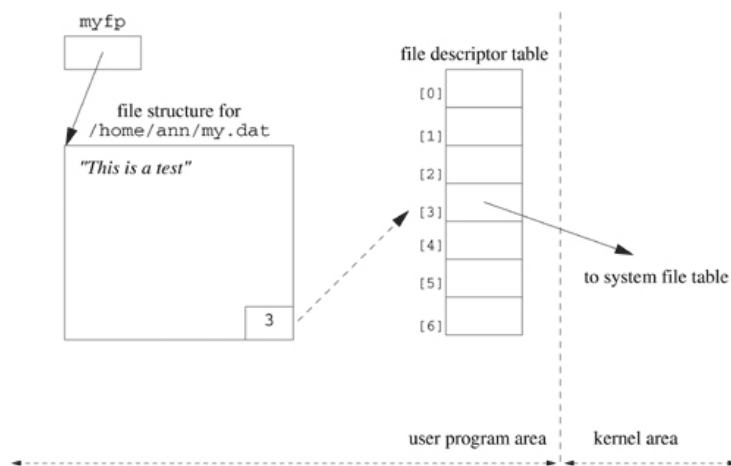 myfp
file structure for
/home/ann/my.dat
"This is a test"
3
file descriptor table
[0]
[1]
[2]
[3]
[4]
[5]
[6]
to system file table
user program area
kernel area